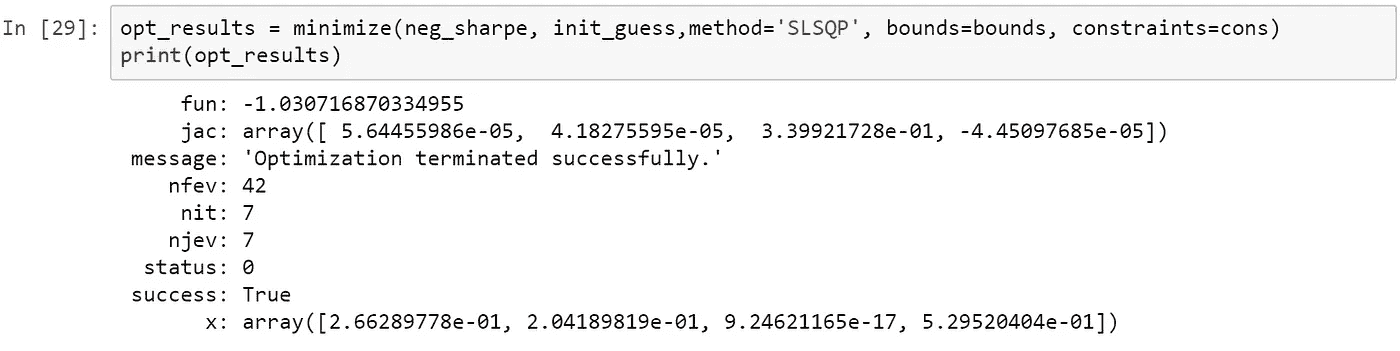 In [29]: opt_results = minimize(neg_sharpe, init_guess,method='SLSQP', bounds=bounds, constraints=cons)
print(opt_results)
fun: -1.030716870334955
jac: array([ 5.64455986e-05,  4.18275595e-05,  3.39921728e-01, -4.45097685e-05])
message: 'Optimization terminated successfully.'
nfev: 42
nit: 7
njev: 7
status: 0
success: True
x: array([2.66289778e-01, 2.04189819e-01, 9.24621165e-17, 5.29520404e-01])